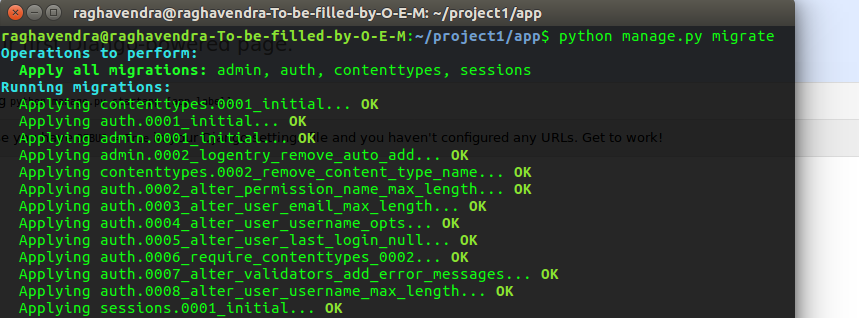 raghavendra@raghavendra-To-be-filled-by-O-E-M: ~/project1/app
raghavendra@raghavendra-To-be-filled-by-O-E-M:~/project1/app$ python manage.py migrate
Operations to perform:
  Apply all migrations: admin, auth, contenttypes, sessions
Running migrations:
  Applying contenttypes.0001_initial... OK
  Applying auth.0001_initial... OK
  Applying admin.0001_initial... OK
and you haven't configured any URLs. Get to work!
  Applying admin.0002_logentry_remove_auto_add... OK
  Applying contenttypes.0002_remove_content_type_name... OK
  Applying auth.0002_alter_permission_name_max_length... OK
  Applying auth.0003_alter_user_email_max_length... OK
  Applying auth.0004_alter_user_username_opts... OK
  Applying auth.0005_alter_user_last_login_null... OK
  Applying auth.0006_require_contenttypes_0002... OK
  Applying auth.0007_alter_validators_add_error_messages... OK
  Applying auth.0008_alter_user_username_max_length... OK
  Applying sessions.0001_initial... OK